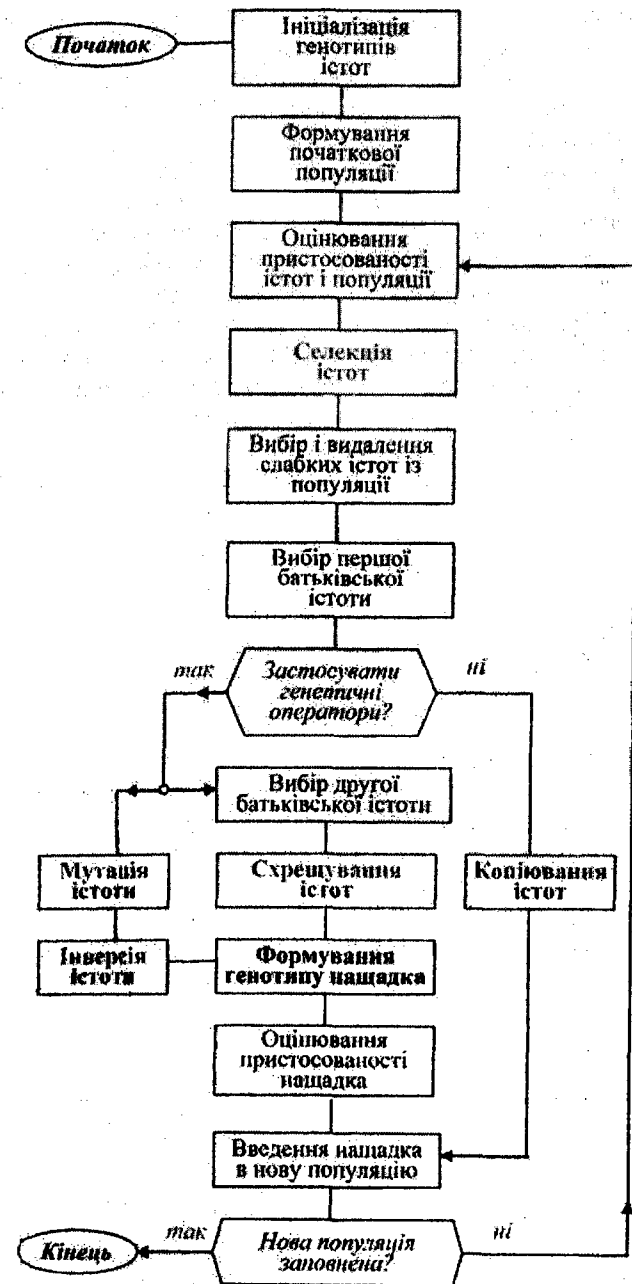 Початок
Ініціалізація
генотипів
істот
Формування
початкової
популяції
Оцінювання
пристосованості
істот і популяції
Селекція
істот
Вибір і видалення
слабких істот із
популяції
Вибір першої
батьківської
істоти
так
Застосувати
генетичні
оператори?
ні
Вибір другої
батьківської істоти
Мутація
істоти
Схрещування
істот
Копіювання
істот
Інверсія
істоти
Формування
генотипу нащадка
Оцінювання
пристосованості
нащадка
Введення нащадка
в нову популяцію
Кінець
так
Нова популяція
заповнена?
ні